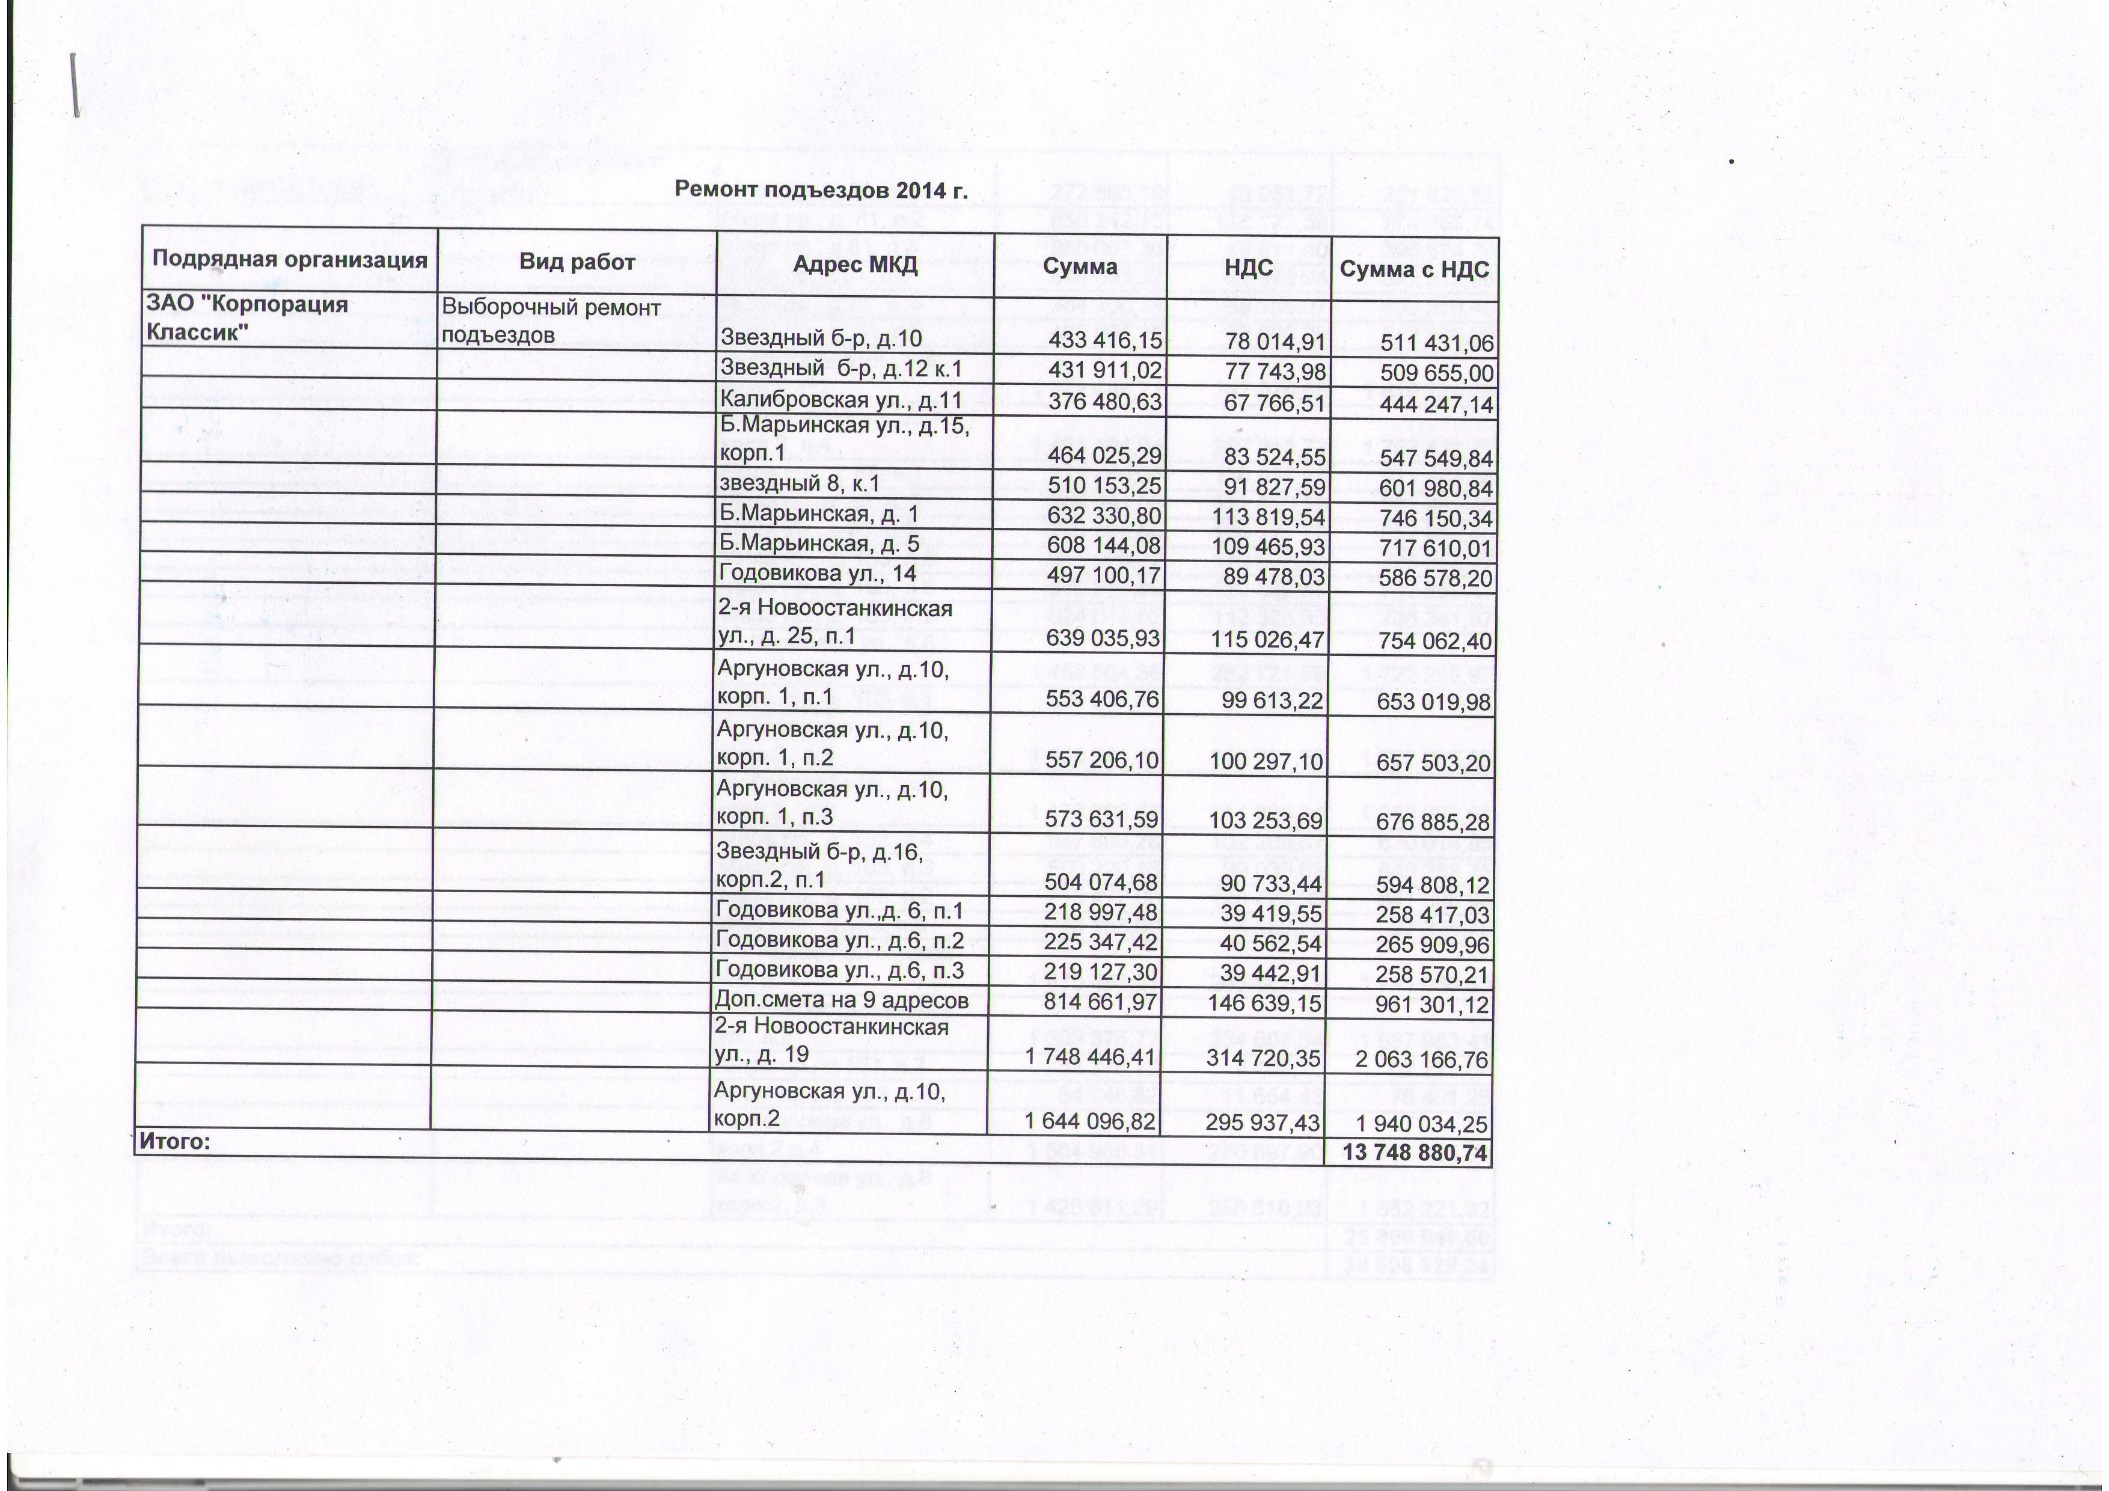 Ремонт подъездов 2014 г.
Подрядная организация Вид работ Адрес МКД Сумма НДС Сумма с НДС
ЗАО "Корпорация Выборочный ремонт
Классик" подъездов Звездный б-р, д.10 433 416,15 78 014,91 511 431,06
Звездный б-р, д.12 к.1 431 911,02 77 743,98 509 655,00
Калибровская ул., д.11 376 480,63 67 766,51 444 247,14
Б.Марьинская ул., д.15,
корп.1 464 025,29 83 524,55 547 549,84
звездный 8, к.1 510 153,25 91 827,59 601 980,84
Б.Марьинская, д. 1 632 330,80 113 819,54 746 150,34
Б.Марьинская, д. 5 608 144,08 109 465,93 717 610,01
Годовикова ул., 14 497 100,17 89 478,03 586 578,20
2-я Новоостанкинская
ул., д. 25, п.1 639 035,93 115 026,47 754 062,40
Аргуновская ул., д.10,
корп. 1, п.1 553 406,76 99 613,22 653 019,98
Аргуновская ул., д.10,
корп. 1, п.2 557 206,10 100 297,10 657 503,20
Аргуновская ул., д.10,
корп. 1, п.3 573 631,59 103 253,69 676 885,28
Звездный б-р, д.16,
корп.2, п.1 504 074,68 90 733,44 594 808,12
Годовикова ул.,д. 6, п.1 218 997,48 39 419,55 258 417,03
Годовикова ул., д.6, п.2 225 347,42 40 562,54 265 909,96
Годовикова ул., д.6, п.3 219 127,30 39 442,91 258 570,21
Доп.смета на 9 адресов 814 661,97 146 639,15 961 301,12
2-я Новоостанкинская
ул., д. 19 1 748 446,41 314 720,35 2 063 166,76
Аргуновская ул., д.10,
корп.2 1 644 096,82 295 937,43 1 940 034,25
Итого: 13 748 880,74